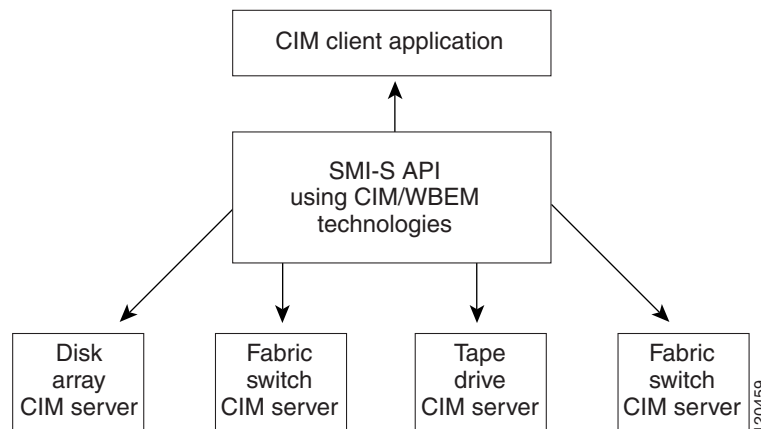 CIM client application
SMI-S API
using CIM/WBEM
technologies
Disk
array
CIM server
Fabric
switch
CIM server
Tape
drive
CIM server
Fabric
switch
CIM server
120459